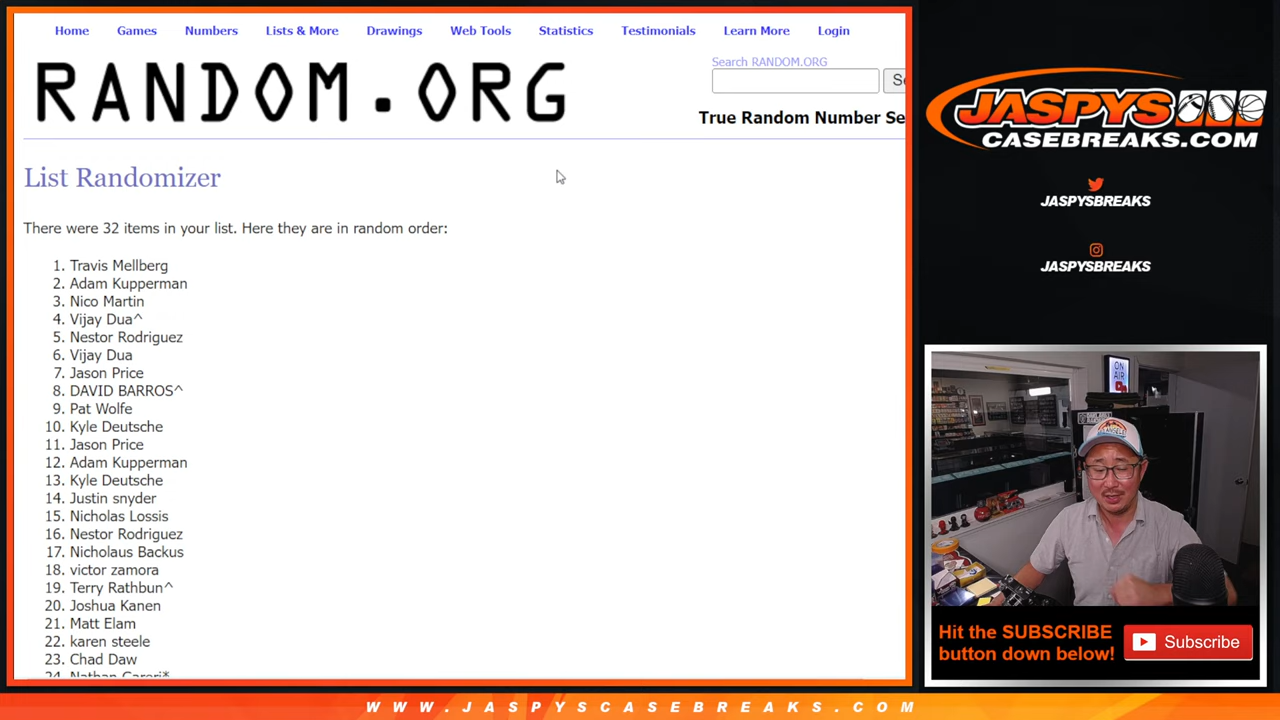 Home Games Numbers Lists & More Drawings Web Tools Statistics Testimonials Learn More Login
RANDOM.ORG
Search RANDOM.ORG
True Random Number Se
List Randomizer
There were 32 items in your list. Here they are in random order:
1. Travis Mellberg
2. Adam Kupperman
3. Nico Martin
4. Vijay Dua^
5. Nestor Rodriguez
6. Vijay Dua
7. Jason Price
8. DAVID BARROS^
9. Pat Wolfe
10. Kyle Deutsche
11. Jason Price
12. Adam Kupperman
13. Kyle Deutsche
14. Justin snyder
15. Nicholas Lossis
16. Nestor Rodriguez
17. Nicholaus Backus
18. victor zamora
19. Terry Rathbun^
20. Joshua Kanen
21. Matt Elam
22. karen steele
23. Chad Daw
JASPYS
CASEBREAKS.COM
JASPYSBREAKS
JASPYSBREAKS
ON
AIR
Hit the SUBSCRIBE
button down below!
Subscribe
WWW.JASPYSCASEBREAKS.COM